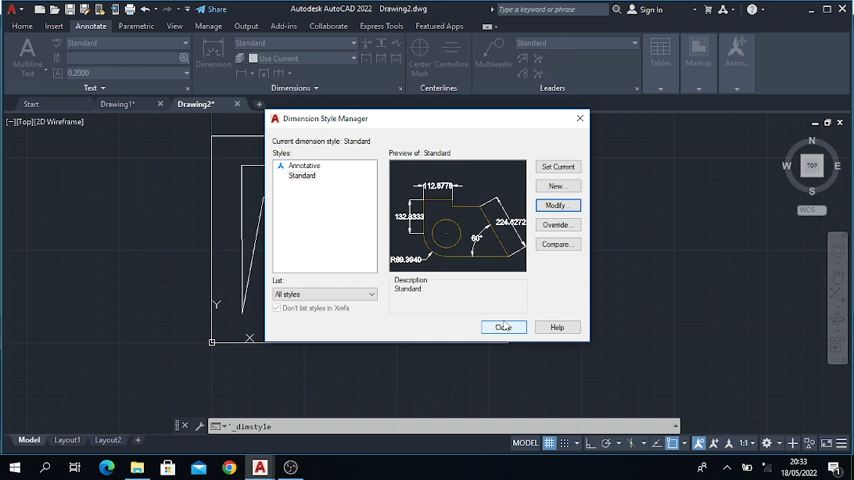 Share
Autodesk AutoCAD 2022 Drawing2.dwg
Type a keyword or phrase
Sign In
Home Insert Annotate Parametric View Manage Output Add-ins Collaborate Express Tools Featured Apps
Multiline
Text
Standard
0.2000
Text
Dimension
Standard
Use Current
Dimensions
Center
Mark
Centerline
Centerlines
Multileader
Standard
Leaders
Tables
Markup
Anno...
Start Drawing1* Drawing2*
[−][Top][2D Wireframe]
N
W TOP E
S
WCS
Y
X
Dimension Style Manager
Current dimension style: Standard
Styles:
Annotative
Standard
List:
All styles
Don't list styles in Xrefs
Preview of: Standard
112.8776
132.8333
224.6272
60°
R69.3940
Description
Standard
Set Current
New...
Modify...
Override...
Compare...
Close
Help
'_dimstyle
Model Layout1 Layout2
MODEL
1:1
20:33
18/05/2022